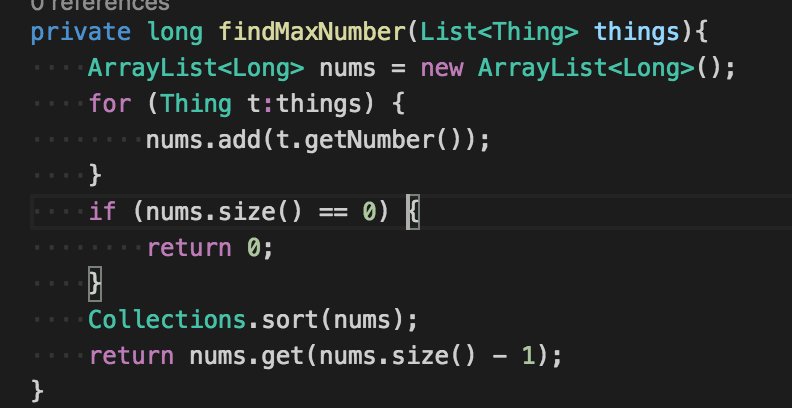 0 references
private long findMaxNumber(List<Thing> things){
    ArrayList<Long> nums = new ArrayList<Long>();
    for (Thing t:things) {
        nums.add(t.getNumber());
    }
    if (nums.size() == 0) {
        return 0;
    }
    Collections.sort(nums);
    return nums.get(nums.size() - 1);
}